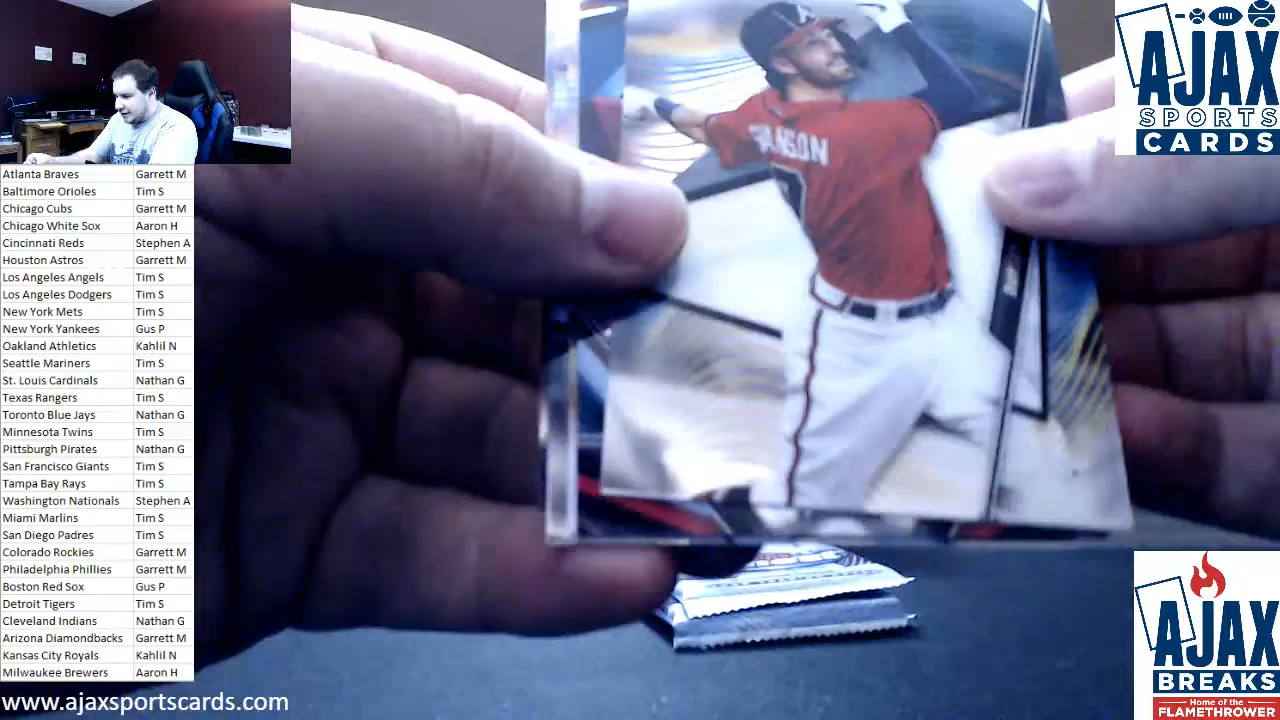 AJAX
SPORTS
CARDS
A
SWANSON
7
Atlanta Braves Garrett M
Baltimore Orioles Tim S
Chicago Cubs Garrett M
Chicago White Sox Aaron H
Cincinnati Reds Stephen A
Houston Astros Garrett M
Los Angeles Angels Tim S
Los Angeles Dodgers Tim S
New York Mets Tim S
New York Yankees Gus P
Oakland Athletics Kahlil N
Seattle Mariners Tim S
St. Louis Cardinals Nathan G
Texas Rangers Tim S
Toronto Blue Jays Nathan G
Minnesota Twins Tim S
Pittsburgh Pirates Nathan G
San Francisco Giants Tim S
Tampa Bay Rays Tim S
Washington Nationals Stephen A
Miami Marlins Tim S
San Diego Padres Tim S
Colorado Rockies Garrett M
Philadelphia Phillies Garrett M
Boston Red Sox Gus P
Detroit Tigers Tim S
Cleveland Indians Nathan G
Arizona Diamondbacks Garrett M
Kansas City Royals Kahlil N
Milwaukee Brewers Aaron H
www.ajaxsportscards.com
AJAX
BREAKS
Home of the
FLAMETHROWER